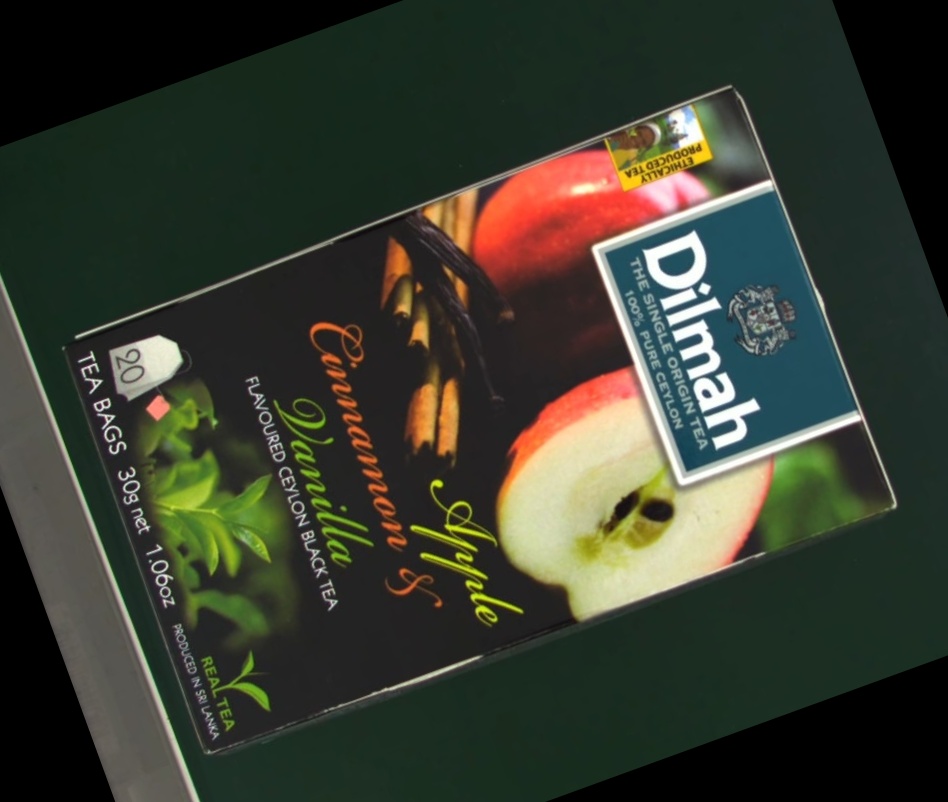 ETHICALLY
PRODUCED TEA
Dilmah
THE SINGLE ORIGIN TEA
100% PURE CEYLON
Apple
Cinnamon &
Vanilla
FLAVOURED CEYLON BLACK TEA
20
TEA BAGS 30g net 1.06oz
REAL TEA
PRODUCED IN SRI LANKA